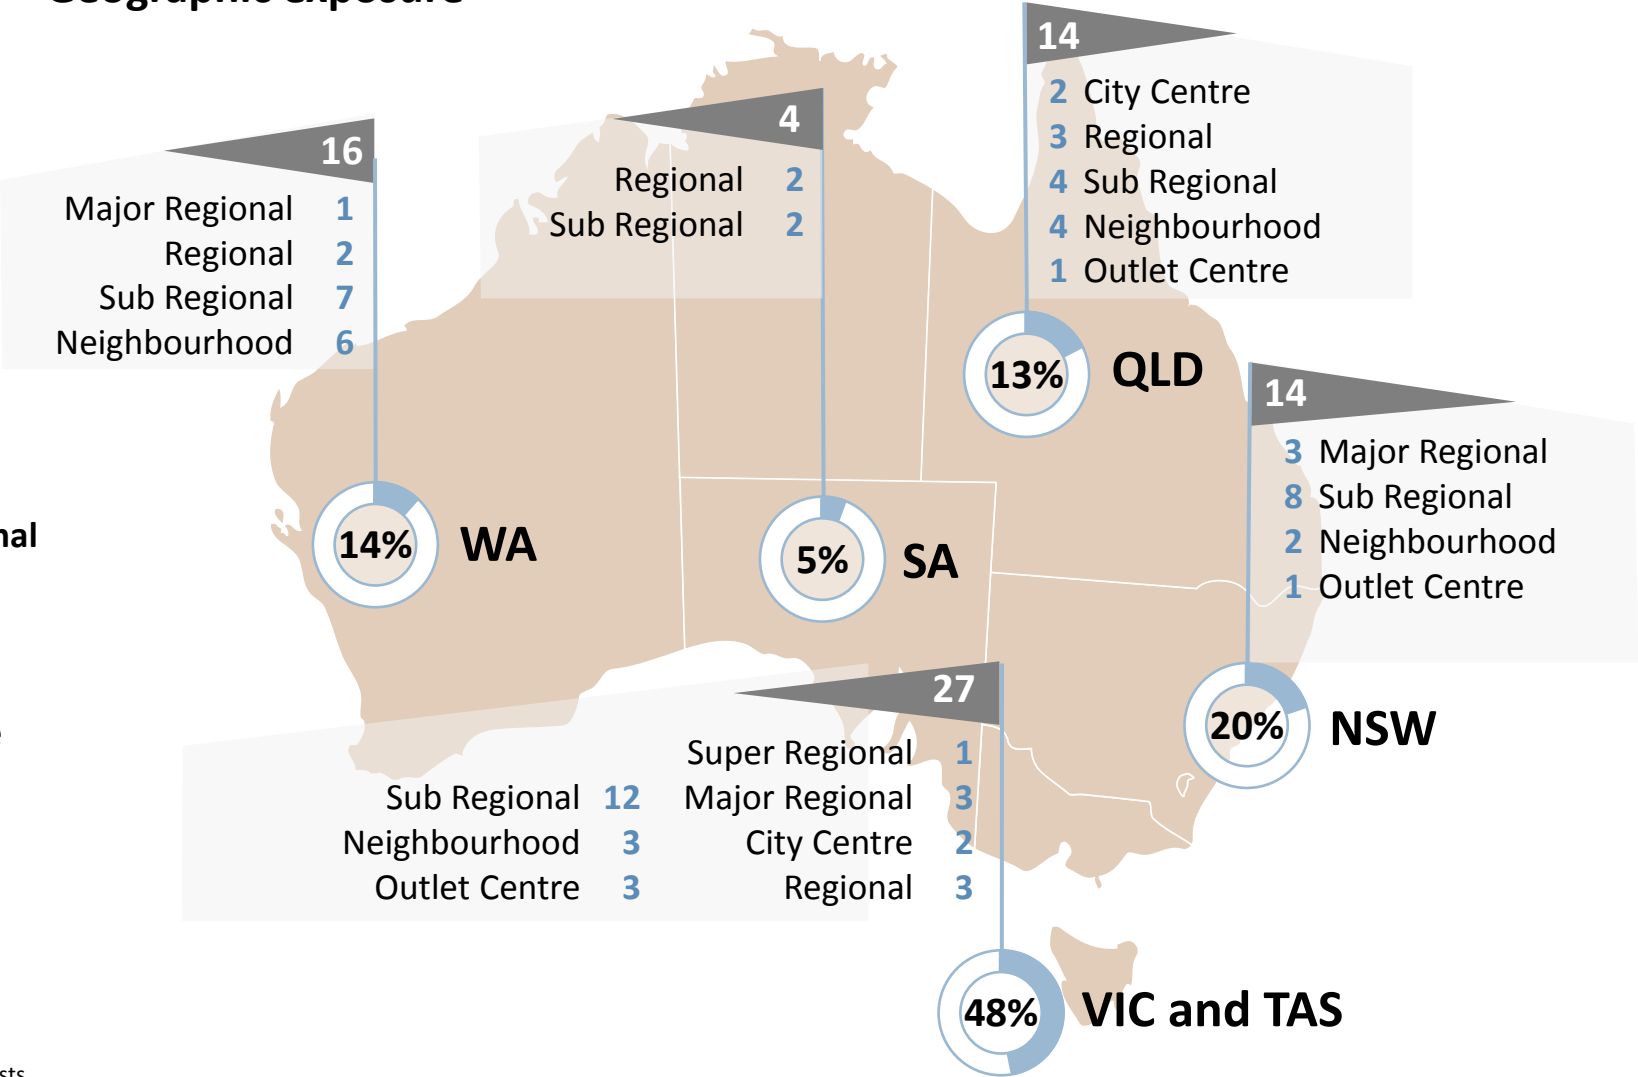 Geographic exposure
14
2 City Centre
3 Regional
4 Sub Regional
4 Neighbourhood
1 Outlet Centre
13%
QLD
4
Regional 2
Sub Regional 2
5%
SA
16
Major Regional 1
Regional 2
Sub Regional 7
Neighbourhood 6
14%
WA
14
3 Major Regional
8 Sub Regional
2 Neighbourhood
1 Outlet Centre
20%
NSW
27
Super Regional 1
Sub Regional 12 Major Regional 3
Neighbourhood 3 City Centre 2
Outlet Centre 3 Regional 3
48%
VIC and TAS